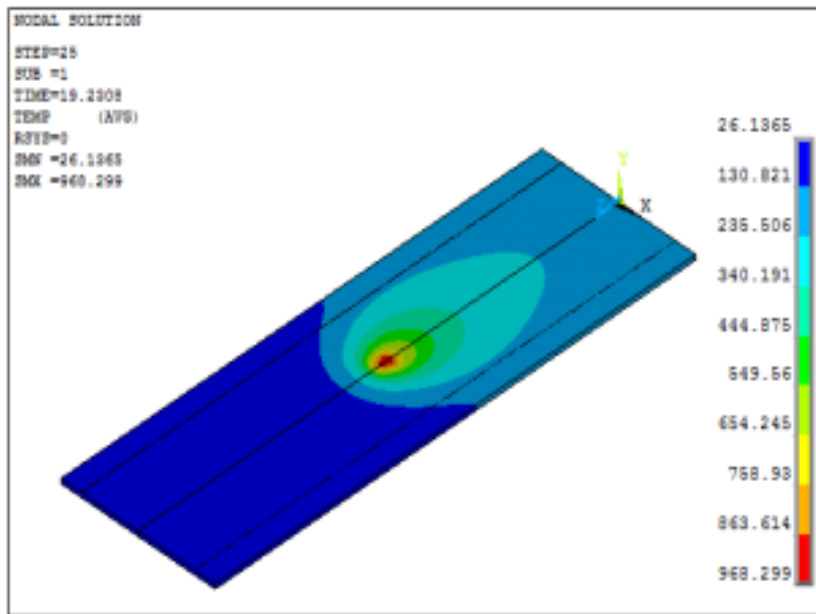 NODAL SOLUTION
STEP=25
SUB =1
TIME=19.2308
TEMP (AVG)
RSYS=0
SMN =26.1365
SMX =968.299
Y
Z X
26.1365
130.821
235.506
340.191
444.875
549.56
654.245
758.93
863.614
968.299